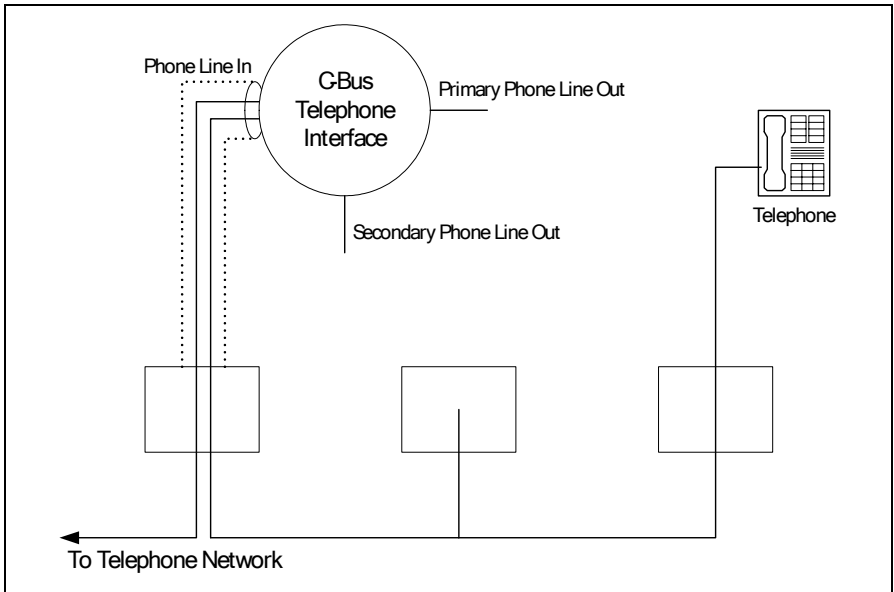 Phone Line In
C-Bus
Telephone
Interface
Primary Phone Line Out
Telephone
Secondary Phone Line Out
To Telephone Network